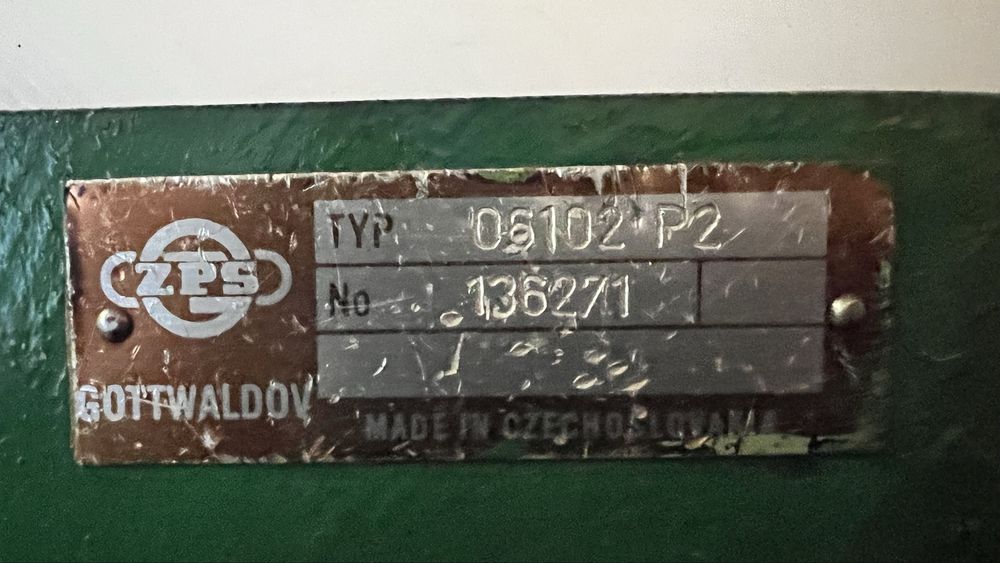 ZPS
GOTTWALDOV
TYP 06102 P2
No 136271
MADE IN CZECHOSLOVAKIA